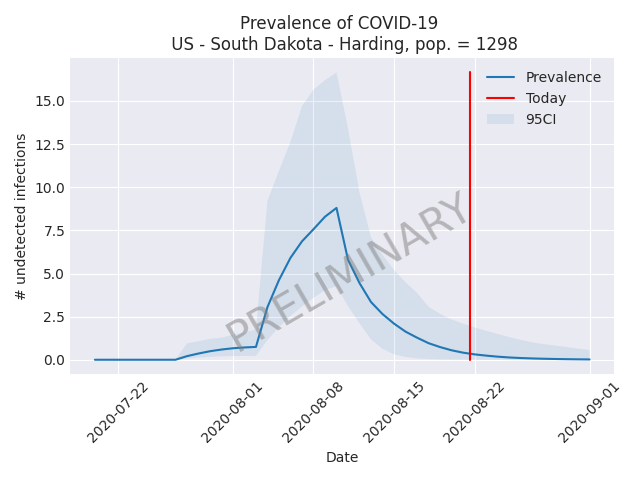 Prevalence of COVID-19
US - South Dakota - Harding, pop. = 1298
Prevalence
Today
95CI
15.0
12.5
10.0
7.5
5.0
2.5
0.0
# undetected infections
PRELIMINARY
2020-07-22
2020-08-01
2020-08-08
2020-08-15
2020-08-22
2020-09-01
Date